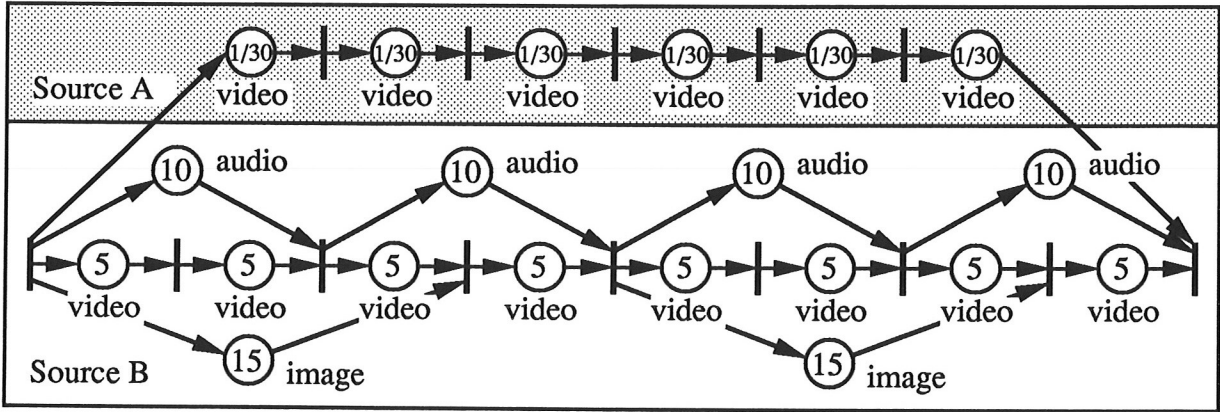 1/30 1/30 1/30 1/30 1/30 1/30
Source A video video video video video video
10 audio 10 audio 10 audio 10 audio
5 5 5 5 5 5 5 5
video video video video video video video video
15 15
Source B image image